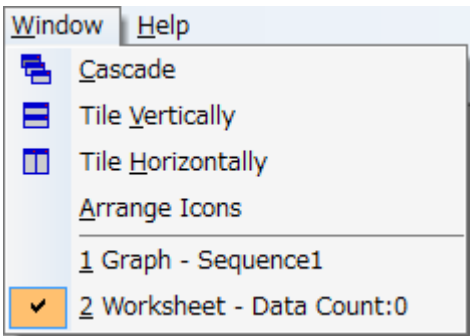 Window Help
Cascade
Tile Vertically
Tile Horizontally
Arrange Icons
1 Graph - Sequence1
2 Worksheet - Data Count:0